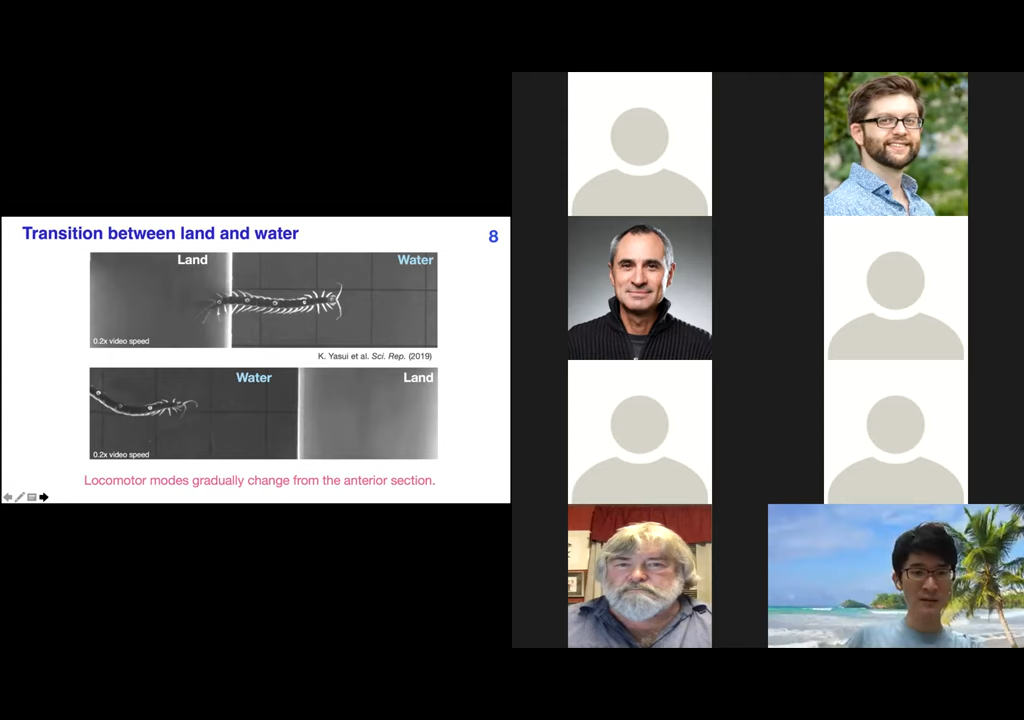 Transition between land and water
8
Land
Water
0.2x video speed
K. Yasui et al. Sci. Rep. (2019)
Water
Land
0.2x video speed
Locomotor modes gradually change from the anterior section.